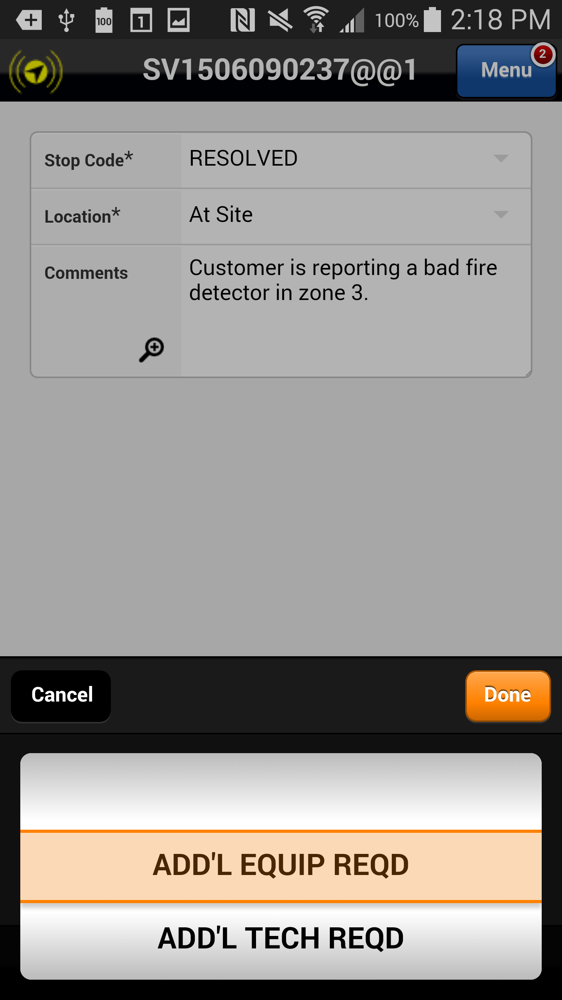 100
1
100%
2:18 PM
SV1506090237@@1
Menu
2
Stop Code*
RESOLVED
Location*
At Site
Comments
Customer is reporting a bad fire
detector in zone 3.
Cancel
Done
ADD'L EQUIP REQD
ADD'L TECH REQD